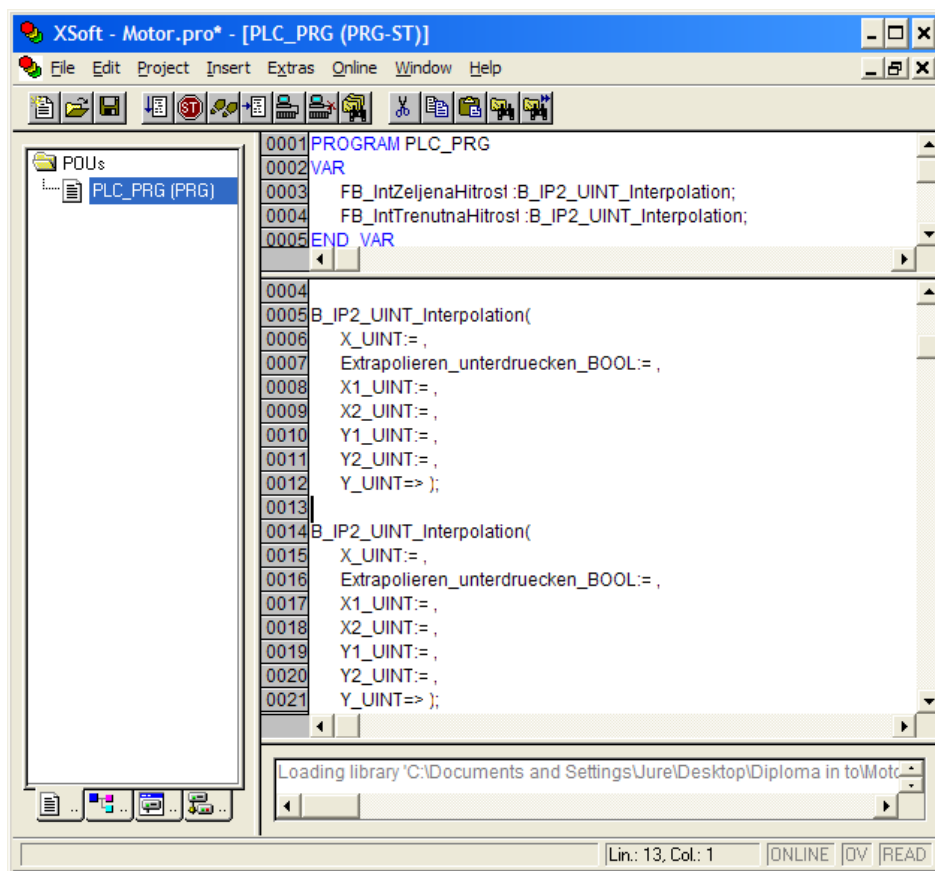 XSoft - Motor.pro* - [PLC_PRG (PRG-ST)]
File Edit Project Insert Extras Online Window Help
POUs
PLC_PRG (PRG)
0001 PROGRAM PLC_PRG
0002 VAR
0003 FB_IntZeljenaHitrost :B_IP2_UINT_Interpolation;
0004 FB_IntTrenutnaHitrost :B_IP2_UINT_Interpolation;
0005 END_VAR
0004
0005 B_IP2_UINT_Interpolation(
0006 X_UINT:= ,
0007 Extrapolieren_unterdruecken_BOOL:= ,
0008 X1_UINT:= ,
0009 X2_UINT:= ,
0010 Y1_UINT:= ,
0011 Y2_UINT:= ,
0012 Y_UINT=> );
0013
0014 B_IP2_UINT_Interpolation(
0015 X_UINT:= ,
0016 Extrapolieren_unterdruecken_BOOL:= ,
0017 X1_UINT:= ,
0018 X2_UINT:= ,
0019 Y1_UINT:= ,
0020 Y2_UINT:= ,
0021 Y_UINT=> );
Loading library 'C:\Documents and Settings\Jure\Desktop\Diploma in to\Motc
Lin.: 13, Col.: 1 ONLINE OV READ